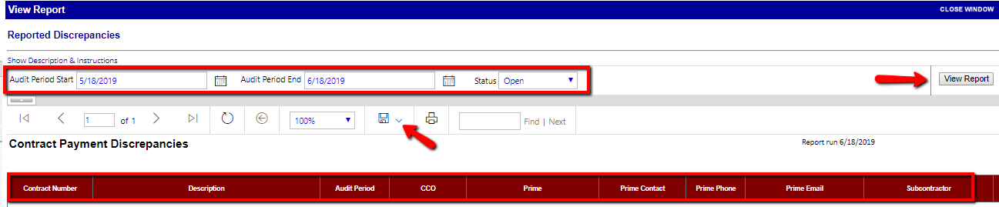 View Report CLOSE WINDOW
Reported Discrepancies
Show Description & Instructions
Audit Period Start 5/18/2019 Audit Period End 6/18/2019 Status Open View Report
1 of 1 100% Find | Next
Contract Payment Discrepancies Report run 6/18/2019
Contract Number Description Audit Period CCO Prime Prime Contact Prime Phone Prime Email Subcontractor